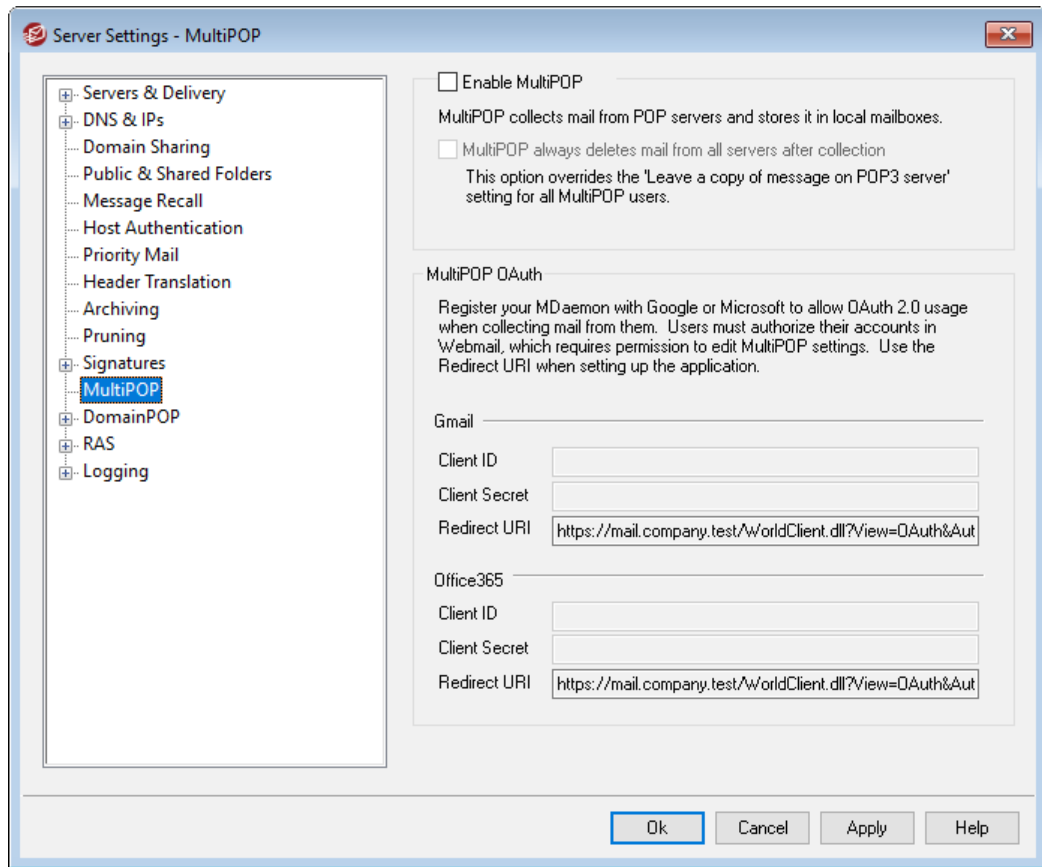 Server Settings - MultiPOP
Servers & Delivery
DNS & IPs
Domain Sharing
Public & Shared Folders
Message Recall
Host Authentication
Priority Mail
Header Translation
Archiving
Pruning
Signatures
MultiPOP
DomainPOP
RAS
Logging
Enable MultiPOP
MultiPOP collects mail from POP servers and stores it in local mailboxes.
MultiPOP always deletes mail from all servers after collection
This option overrides the 'Leave a copy of message on POP3 server'
setting for all MultiPOP users.
MultiPOP OAuth
Register your MDaemon with Google or Microsoft to allow OAuth 2.0 usage
when collecting mail from them.  Users must authorize their accounts in
Webmail, which requires permission to edit MultiPOP settings.  Use the
Redirect URI when setting up the application.
Gmail
Client ID
Client Secret
Redirect URI https://mail.company.test/WorldClient.dll?View=OAuth&Aut
Office365
Client ID
Client Secret
Redirect URI https://mail.company.test/WorldClient.dll?View=OAuth&Aut
Ok Cancel Apply Help